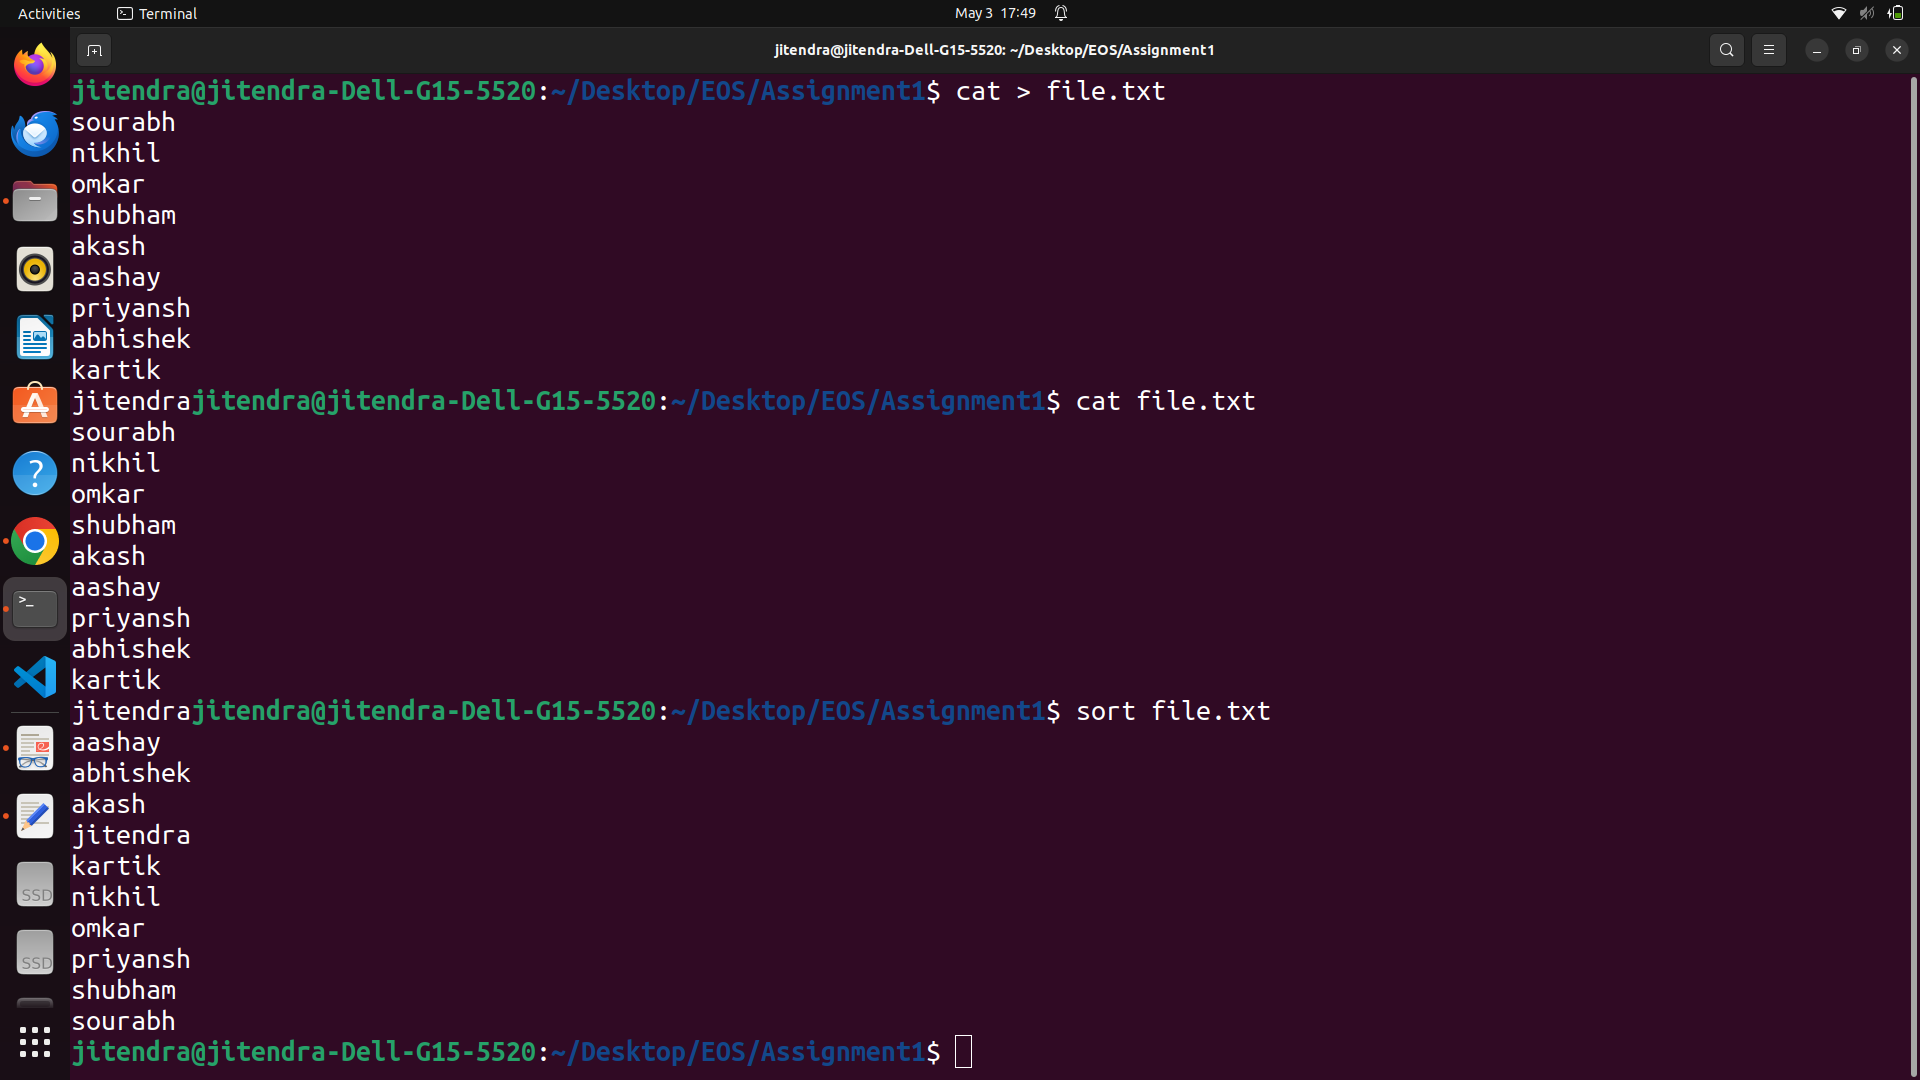 Activities Terminal May 3 17:49
jitendra@jitendra-Dell-G15-5520: ~/Desktop/EOS/Assignment1
jitendra@jitendra-Dell-G15-5520:~/Desktop/EOS/Assignment1$ cat > file.txt
sourabh
nikhil
omkar
shubham
akash
aashay
priyansh
abhishek
kartik
jitendrajitendra@jitendra-Dell-G15-5520:~/Desktop/EOS/Assignment1$ cat file.txt
sourabh
nikhil
omkar
shubham
akash
aashay
priyansh
abhishek
kartik
jitendrajitendra@jitendra-Dell-G15-5520:~/Desktop/EOS/Assignment1$ sort file.txt
aashay
abhishek
akash
jitendra
kartik
nikhil
omkar
priyansh
shubham
sourabh
jitendra@jitendra-Dell-G15-5520:~/Desktop/EOS/Assignment1$
SSD
SSD